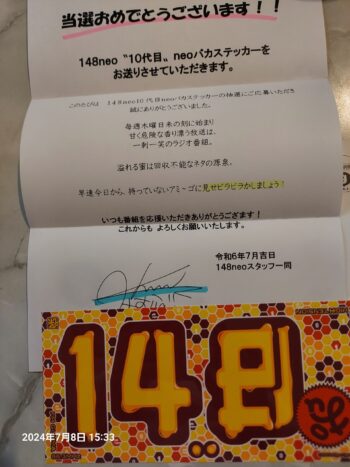 当選おめでとうございます！！
148neo〝10代目〟neoバカステッカーを
お送りさせていただきます。
このたびは 148neo10代目neoバカステッカーの抽選にご応募いただき
誠にありがとうございました。
毎週木曜日未の刻に始まり
甘く危険な香り漂う放送は、
一刺一笑のラジオ番組。
溢れる蜜は回収不能なネタの源泉。
早速今日から、持っていないアミーゴに見せビラビラかしましょう！
いつも番組を応援いただきありがとうございます！
これからも よろしくお願いいたします。
令和6年7月吉日
148neoスタッフ一同
148
2024年7月8日 15:33